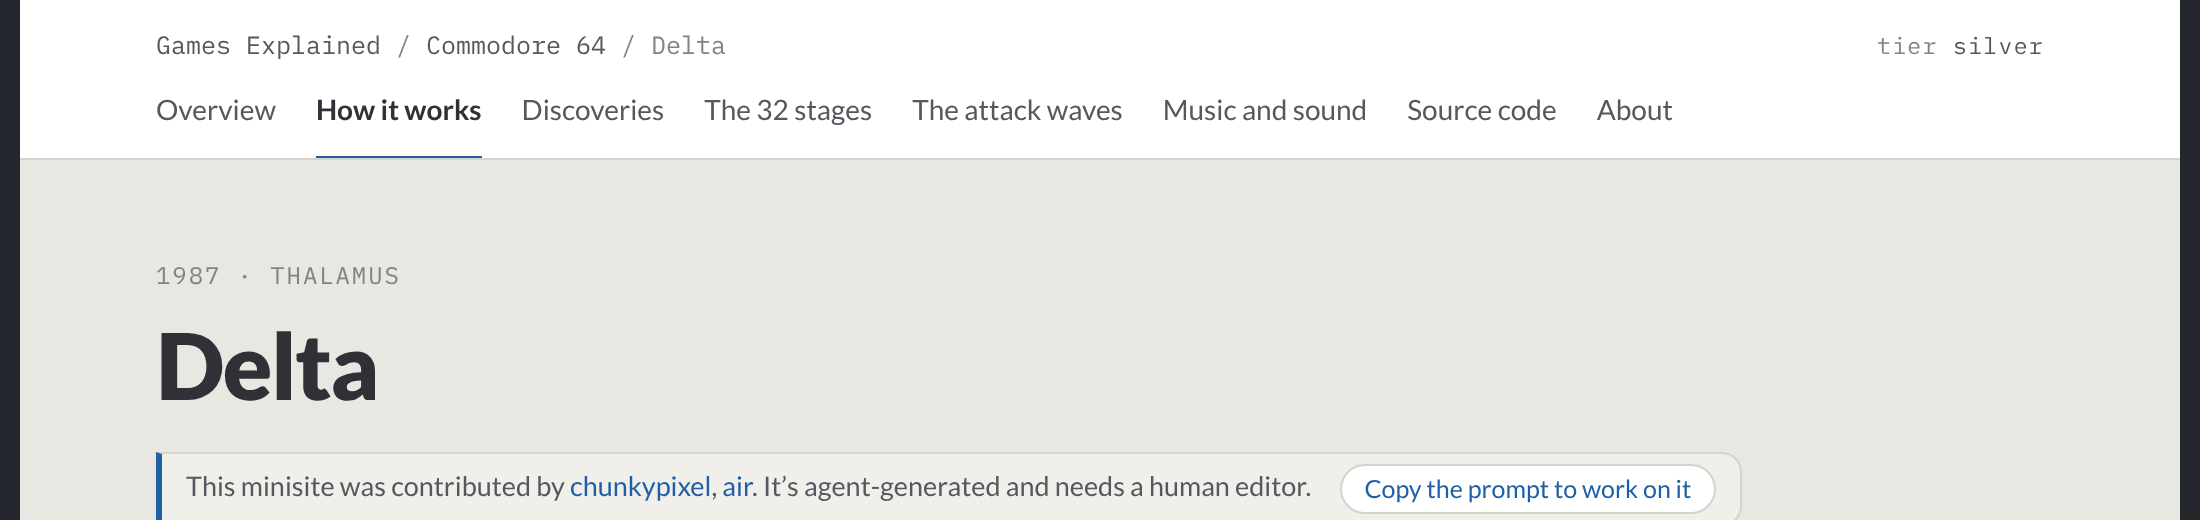 Games Explained / Commodore 64 / Delta
tier silver
Overview How it works Discoveries The 32 stages The attack waves Music and sound Source code About
1987 · THALAMUS
Delta
This minisite was contributed by chunkypixel, air. It’s agent-generated and needs a human editor. Copy the prompt to work on it